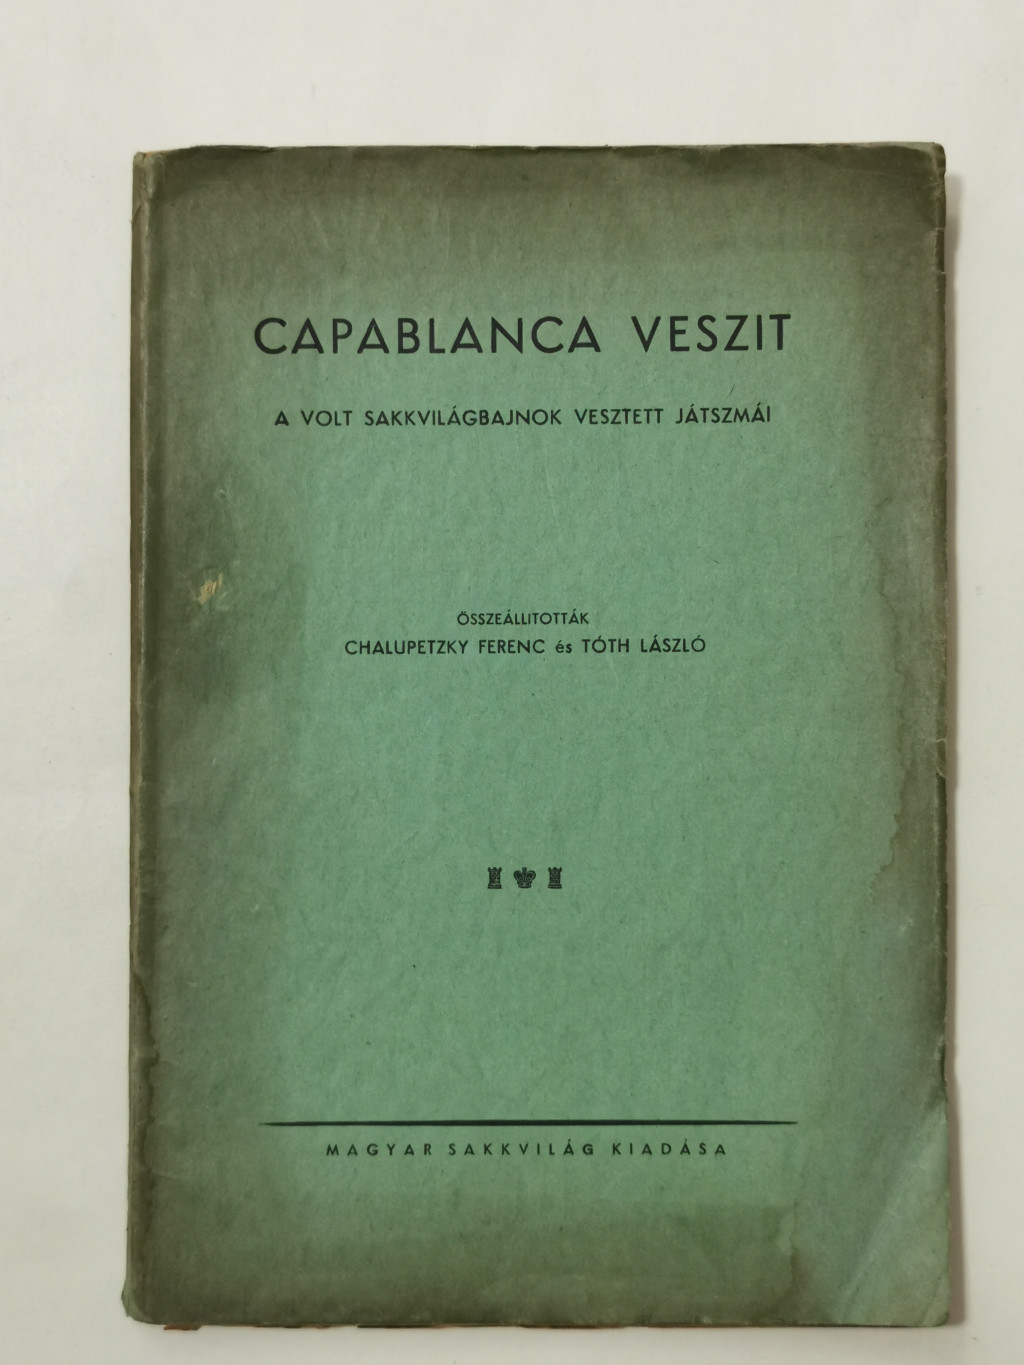 CAPABLANCA VESZIT
A VOLT SAKKVILÁGBAJNOK VESZTETT JÁTSZMÁI
ÖSSZEÁLLITOTTÁK
CHALUPETZKY FERENC és TÓTH LÁSZLÓ
MAGYAR SAKKVILÁG KIADÁSA